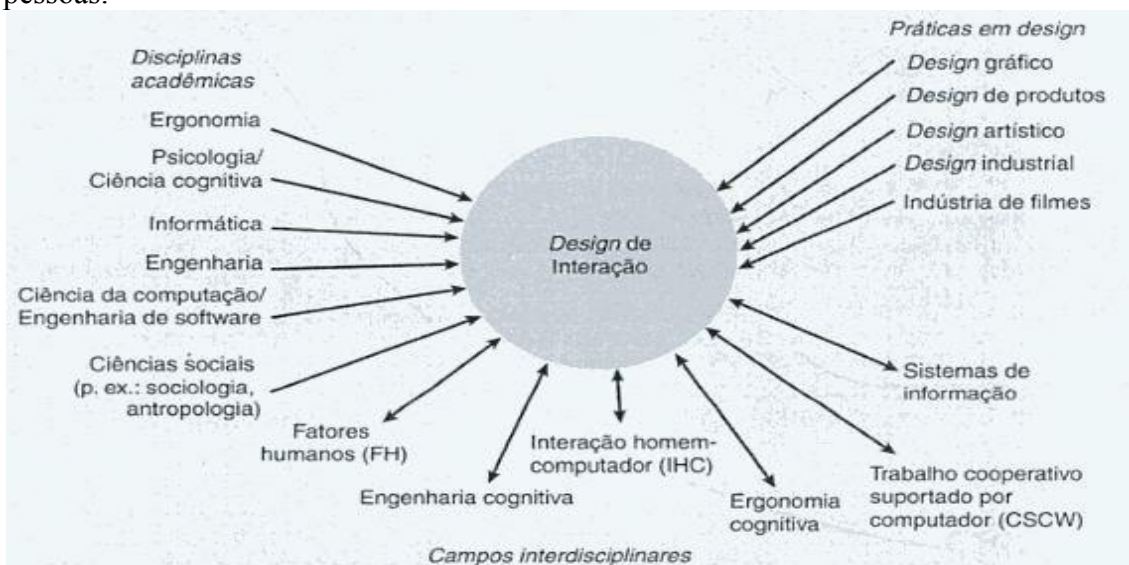 pessoas.
Disciplinas
acadêmicas
Ergonomia
Psicologia/
Ciência cognitiva
Informática
Engenharia
Ciência da computação/
Engenharia de software
Ciências sociais
(p. ex.: sociologia,
antropologia)
Design de
Interação
Práticas em design
Design gráfico
Design de produtos
Design artístico
Design industrial
Indústria de filmes
Fatores
humanos (FH)
Engenharia cognitiva
Interação homem-
computador (IHC)
Ergonomia
cognitiva
Trabalho cooperativo
suportado por
computador (CSCW)
Sistemas de
informação
Campos interdisciplinares